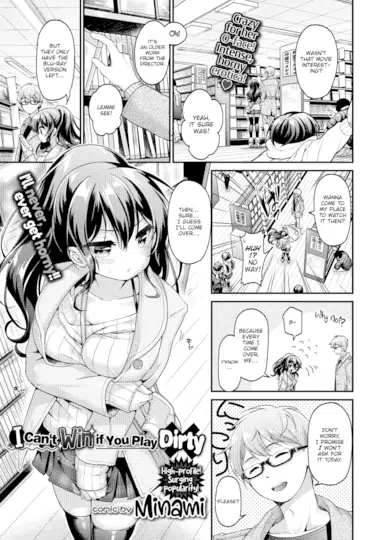 Crazy
for her
O-face!
Intense
horny
erotica!
WASN'T
THAT MOVIE
INTEREST-
ING?
YEAH,
IT SURE
WAS!
Oh!
IT'S
AN OLDER
WORK
FROM THE
DIRECTOR.
LEMME
SEE!
BUT
THEY
ONLY HAVE
THE
BLU-RAY
VERSION
LEFT...
WANNA
COME TO
MY PLACE
TO WATCH
IT THEN?
HUH
!?
NO
WAY!
THEN...
SURE...
I GUESS
I'LL COME
OVER...
I'll never
ever get horny!!
Why No!?
B-
BECAUSE
EVERY
TIME I
COME
OVER,
WE...
Y'KNOW
DON'T
WORRY,
I PROMISE
I WON'T
ASK FOR
IT TODAY.
PLEASE?
I Can't Win if You Play Dirty
High-profile!
Surging
popularity!
comic by Minami